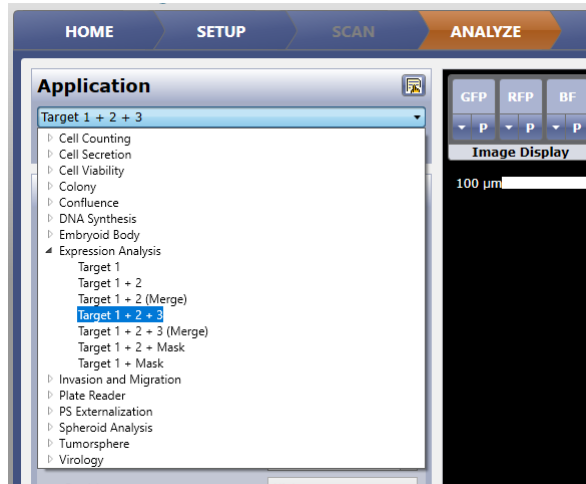 HOME SETUP SCAN ANALYZE
Application
Target 1 + 2 + 3
Cell Counting
Cell Secretion
Cell Viability
Colony
Confluence
DNA Synthesis
Embryoid Body
Expression Analysis
Target 1
Target 1 + 2
Target 1 + 2 (Merge)
Target 1 + 2 + 3
Target 1 + 2 + 3 (Merge)
Target 1 + 2 + Mask
Target 1 + Mask
Invasion and Migration
Plate Reader
PS Externalization
Spheroid Analysis
Tumorsphere
Virology
GFP RFP BF
P P P
Image Display
100 μm